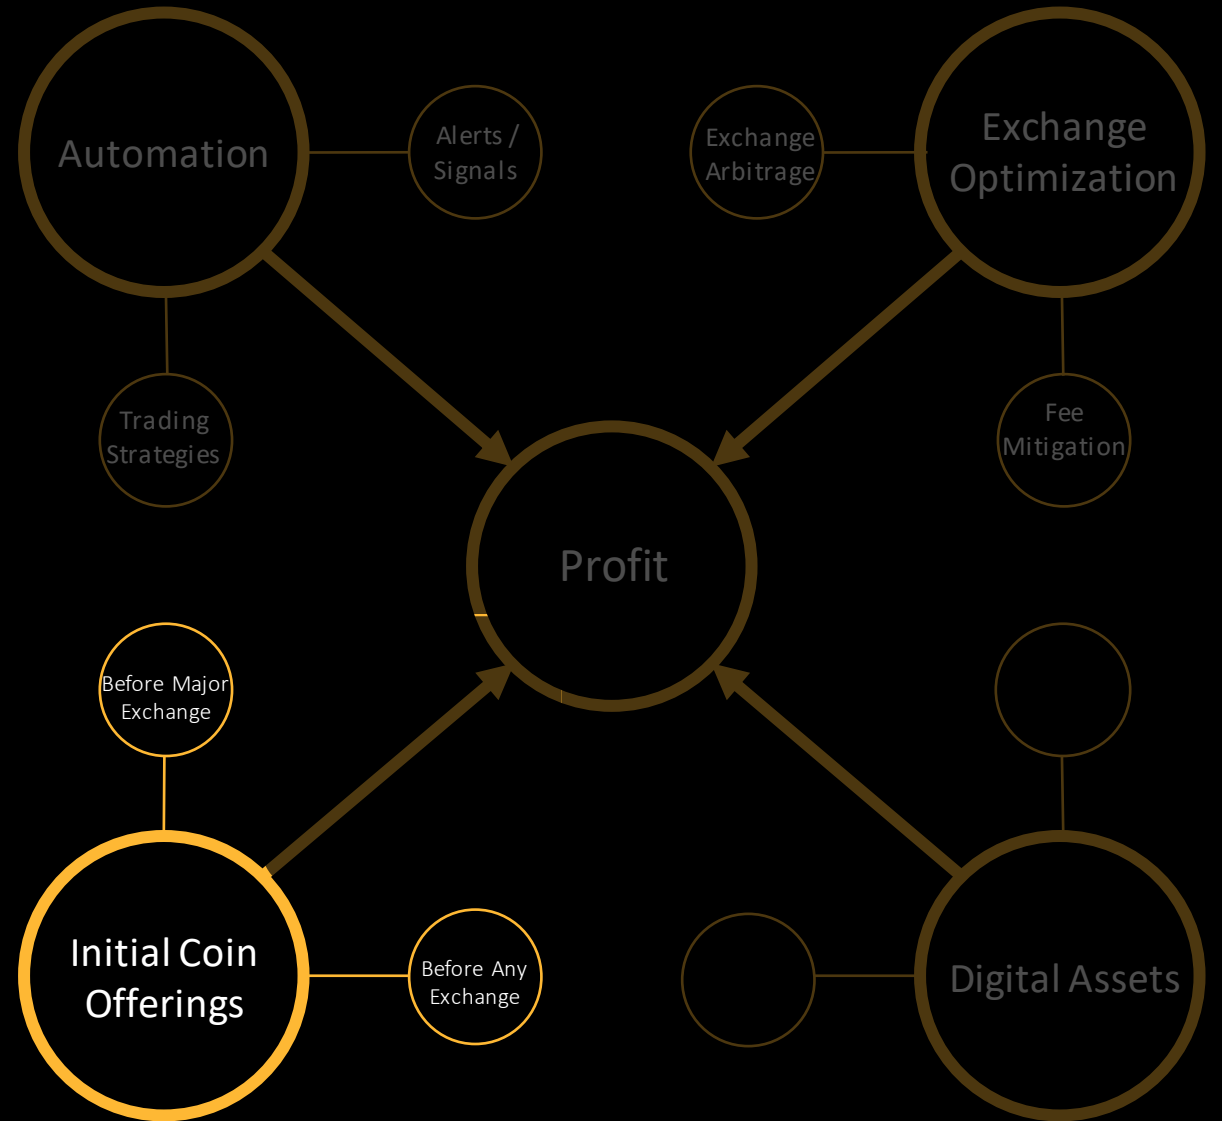 Automation
Alerts /
Signals
Exchange
Arbitrage
Exchange
Optimization
Trading
Strategies
Fee
Mitigation
Profit
Before Major
Exchange
Initial Coin
Offerings
Before Any
Exchange
Digital Assets